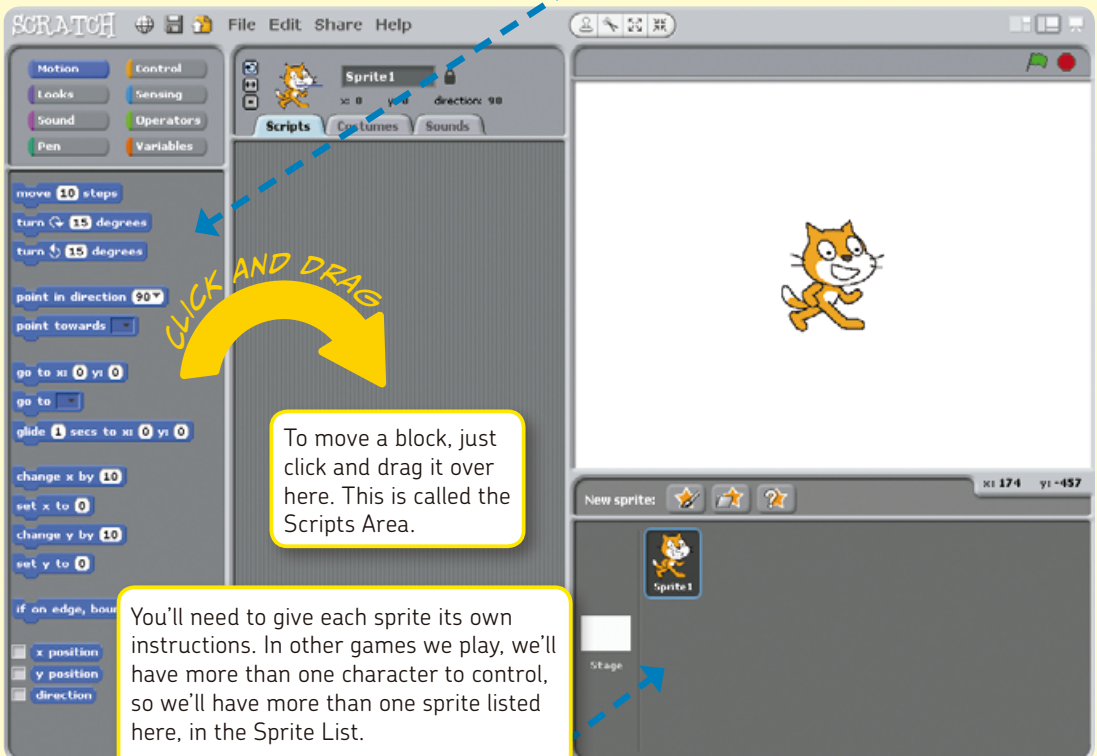 SCRATCH File Edit Share Help
Motion Control
Looks Sensing
Sound Operators
Pen Variables
Sprite1
x: 0 y: 0 direction: 90
Scripts Costumes Sounds
move 10 steps
turn 15 degrees
turn 15 degrees
point in direction 90
point towards
go to x: 0 y: 0
go to
glide 1 secs to x: 0 y: 0
change x by 10
set x to 0
change y by 10
set y to 0
if on edge,
x position
y position
direction
CLICK AND DRAG
To move a block, just
click and drag it over
here. This is called the
Scripts Area.
You'll need to give each sprite its own
instructions. In other games we play, we'll
have more than one character to control,
so we'll have more than one sprite listed
here, in the Sprite List.
x: 174 y: -457
New sprite:
Sprite1
Stage